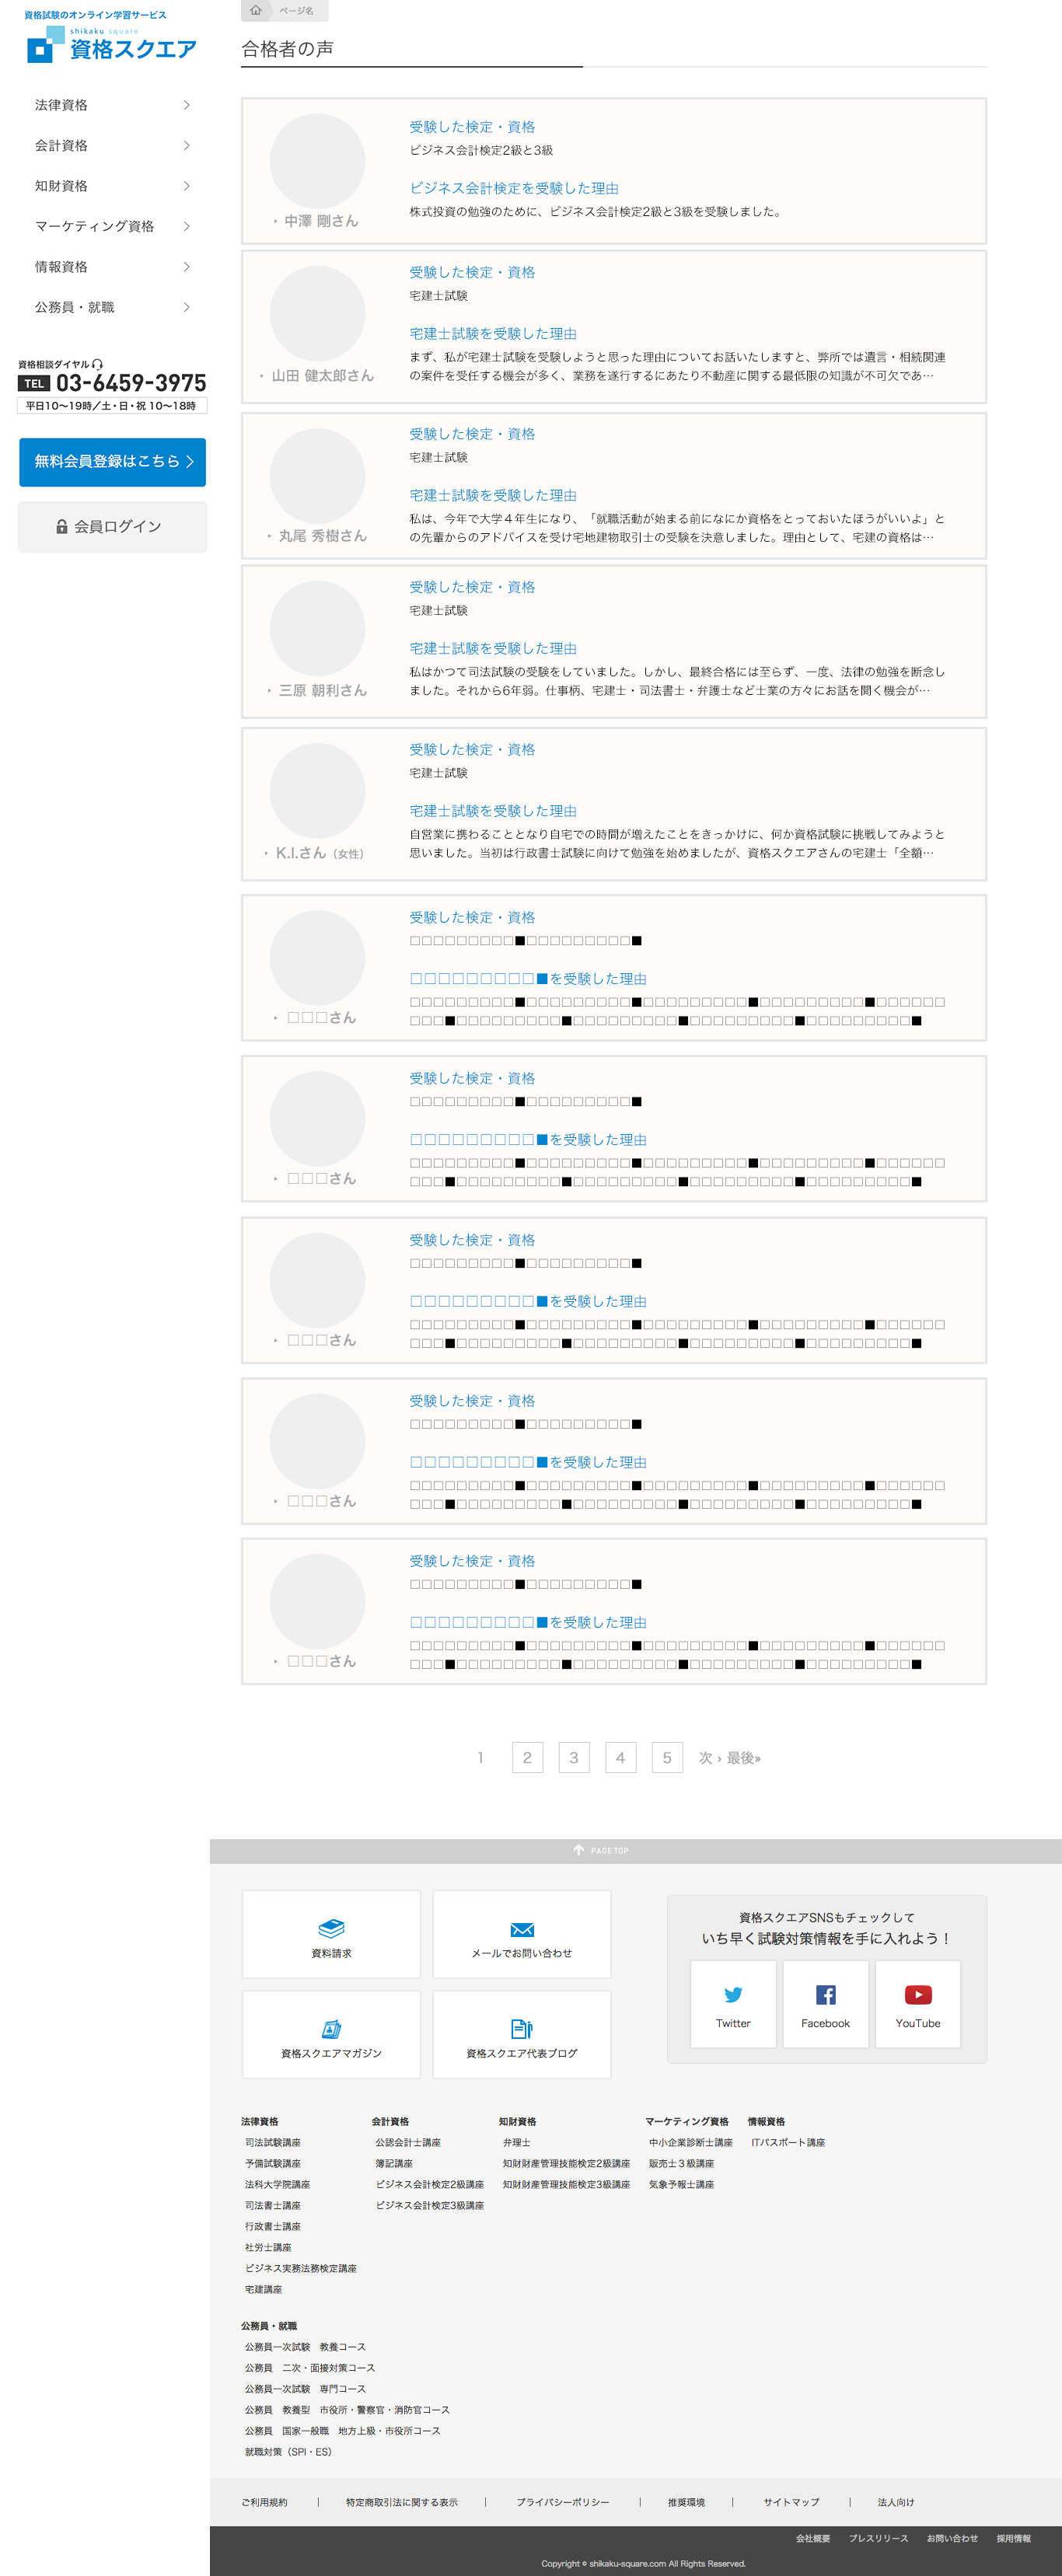 資格試験のオンライン学習サービス
shikaku square
資格スクエア
法律資格
会計資格
知財資格
マーケティング資格
情報資格
公務員・就職
資格相談ダイヤル
TEL 03-6459-3975
平日10〜19時／土・日・祝 10〜18時
無料会員登録はこちら
会員ログイン
ページ名
合格者の声
受験した検定・資格
ビジネス会計検定2級と3級
ビジネス会計検定を受験した理由
株式投資の勉強のために、ビジネス会計検定2級と3級を受験しました。
中澤 剛さん
受験した検定・資格
宅建士試験
宅建士試験を受験した理由
まず、私が宅建士試験を受験しようと思った理由についてお話いたしますと、弊所では遺言・相続関連
の案件を受任する機会が多く、業務を遂行するにあたり不動産に関する最低限の知識が不可欠であ…
山田 健太郎さん
受験した検定・資格
宅建士試験
宅建士試験を受験した理由
私は、今年で大学４年生になり、「就職活動が始まる前になにか資格をとっておいたほうがいいよ」と
の先輩からのアドバイスを受け宅地建物取引士の受験を決意しました。理由として、宅建の資格は…
丸尾 秀樹さん
受験した検定・資格
宅建士試験
宅建士試験を受験した理由
私はかつて司法試験の受験をしていました。しかし、最終合格には至らず、一度、法律の勉強を断念し
ました。それから6年弱。仕事柄、宅建士・司法書士・弁護士など士業の方々にお話を聞く機会が…
三原 朝利さん
受験した検定・資格
宅建士試験
宅建士試験を受験した理由
自営業に携わることとなり自宅での時間が増えたことをきっかけに、何か資格試験に挑戦してみようと
思いました。当初は行政書士試験に向けて勉強を始めましたが、資格スクエアさんの宅建士「全額…
K.I.さん（女性）
受験した検定・資格
□□□□□□□□□■□□□□□□□□□■
□□□□□□□□□■を受験した理由
□□□□□□□□□■□□□□□□□□□■□□□□□□□□□■□□□□□□□□□■□□□□□□
□□□■□□□□□□□□□■□□□□□□□□□■□□□□□□□□□■□□□□□□□□□■
□□□さん
受験した検定・資格
□□□□□□□□□■□□□□□□□□□■
□□□□□□□□□■を受験した理由
□□□□□□□□□■□□□□□□□□□■□□□□□□□□□■□□□□□□□□□■□□□□□□
□□□■□□□□□□□□□■□□□□□□□□□■□□□□□□□□□■□□□□□□□□□■
□□□さん
受験した検定・資格
□□□□□□□□□■□□□□□□□□□■
□□□□□□□□□■を受験した理由
□□□□□□□□□■□□□□□□□□□■□□□□□□□□□■□□□□□□□□□■□□□□□□
□□□■□□□□□□□□□■□□□□□□□□□■□□□□□□□□□■□□□□□□□□□■
□□□さん
受験した検定・資格
□□□□□□□□□■□□□□□□□□□■
□□□□□□□□□■を受験した理由
□□□□□□□□□■□□□□□□□□□■□□□□□□□□□■□□□□□□□□□■□□□□□□
□□□■□□□□□□□□□■□□□□□□□□□■□□□□□□□□□■□□□□□□□□□■
□□□さん
受験した検定・資格
□□□□□□□□□■□□□□□□□□□■
□□□□□□□□□■を受験した理由
□□□□□□□□□■□□□□□□□□□■□□□□□□□□□■□□□□□□□□□■□□□□□□
□□□■□□□□□□□□□■□□□□□□□□□■□□□□□□□□□■□□□□□□□□□■
□□□さん
1 2 3 4 5 次 › 最後»
PAGETOP
資料請求
メールでお問い合わせ
資格スクエアマガジン
資格スクエア代表ブログ
資格スクエアSNSもチェックして
いち早く試験対策情報を手に入れよう！
Twitter
Facebook
YouTube
法律資格
司法試験講座
予備試験講座
法科大学院講座
司法書士講座
行政書士講座
社労士講座
ビジネス実務法務検定講座
宅建講座
会計資格
公認会計士講座
簿記講座
ビジネス会計検定2級講座
ビジネス会計検定3級講座
知財資格
弁理士
知財財産管理技能検定2級講座
知財財産管理技能検定3級講座
マーケティング資格
中小企業診断士講座
販売士３級講座
気象予報士講座
情報資格
ITパスポート講座
公務員・就職
公務員一次試験　教養コース
公務員　二次・面接対策コース
公務員一次試験　専門コース
公務員　教養型　市役所・警察官・消防官コース
公務員　国家一般職　地方上級・市役所コース
就職対策（SPI・ES）
ご利用規約 | 特定商取引法に関する表示 | プライバシーポリシー | 推奨環境 | サイトマップ | 法人向け
会社概要 プレスリリース お問い合わせ 採用情報
Copyright © shikaku-square.com All Rights Reserved.